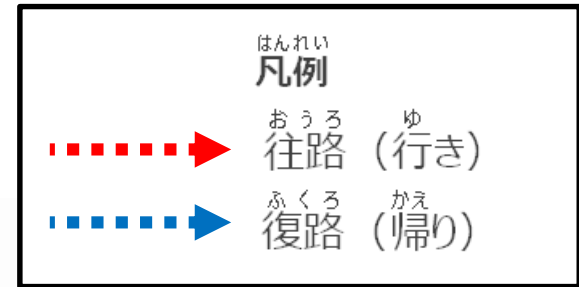 はんれい
凡例
おうろ ゆ
往路（行き）
ふくろ かえ
復路（帰り）